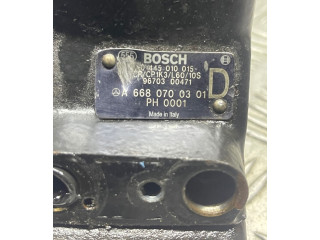 BOSCH
0 445 010 015-
CR/CP1K3/L60/10S
96703 00471
A 668 070 03 01 D
PH 0001
Made in Italy